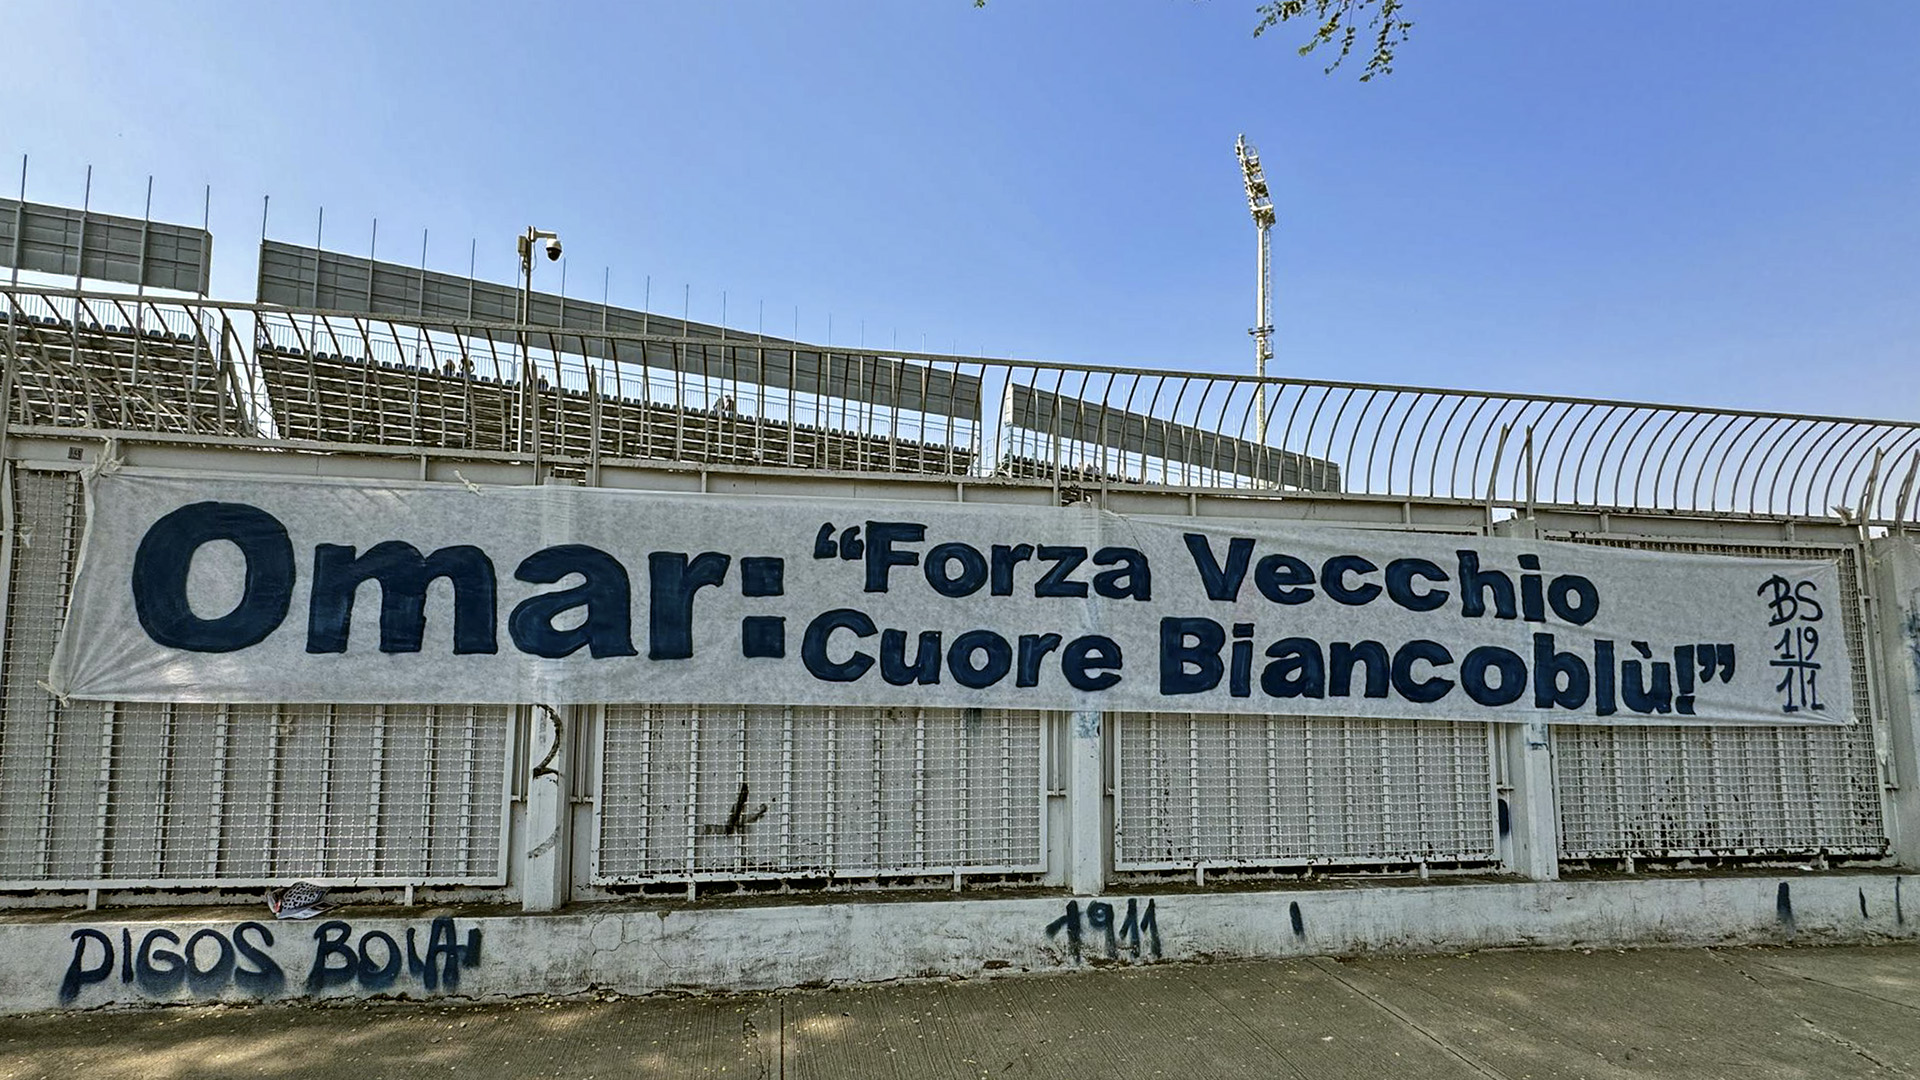 Omar: “Forza Vecchio
Cuore Biancoblù!”
BS
19
11
DIGOS BOIA
1911